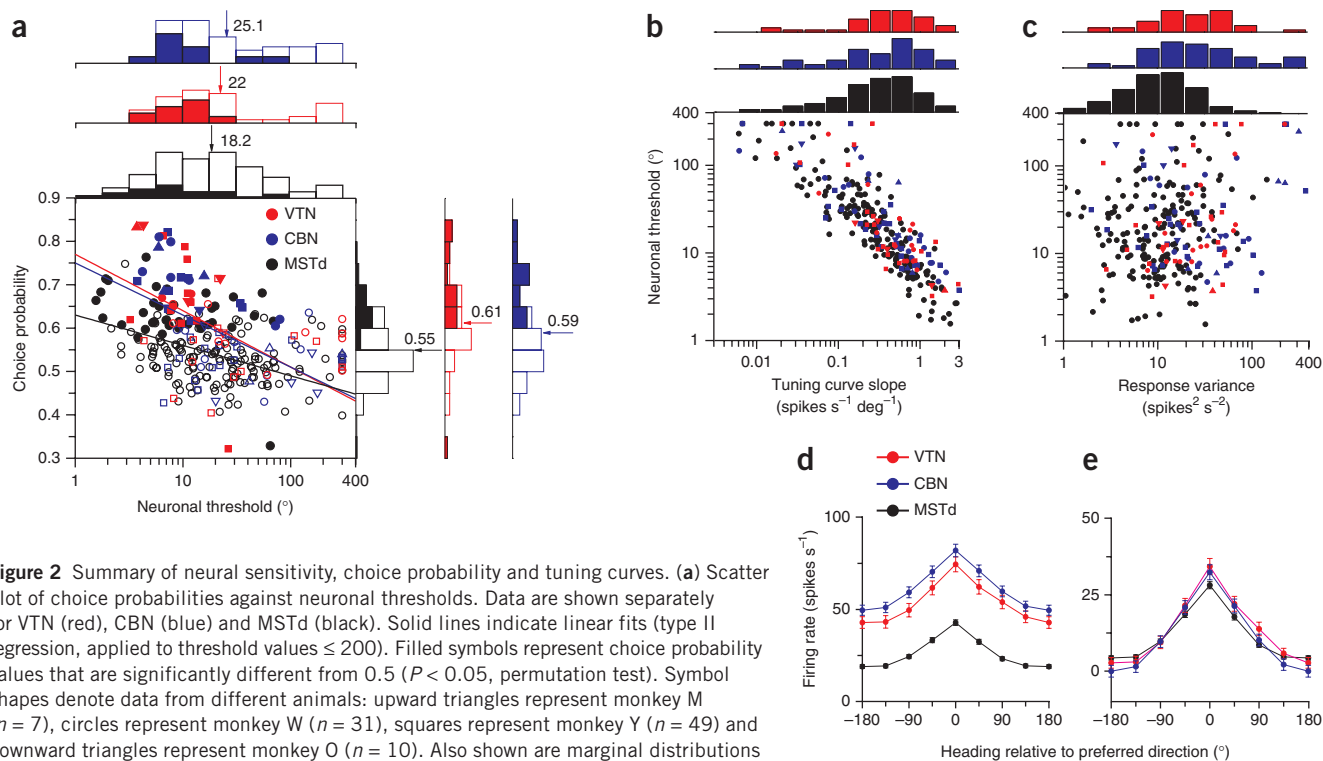 a
25.1
22
18.2
0.9
0.8
0.7
0.6
0.5
0.4
0.3
Choice probability
VTN
CBN
MSTd
0.55
0.61
0.59
1
10
100
400
Neuronal threshold (°)
b
400
100
10
1
Neuronal threshold (°)
0.01
0.1
1
3
Tuning curve slope
(spikes s⁻¹ deg⁻¹)
c
400
100
10
1
1
10
100
400
Response variance
(spikes² s⁻²)
d
VTN
CBN
MSTd
100
50
0
Firing rate (spikes s⁻¹)
−180
−90
0
90
180
e
50
25
0
−180
−90
0
90
180
Heading relative to preferred direction (°)
igure 2 Summary of neural sensitivity, choice probability and tuning curves. (a) Scatter
lot of choice probabilities against neuronal thresholds. Data are shown separately
or VTN (red), CBN (blue) and MSTd (black). Solid lines indicate linear fits (type II
egression, applied to threshold values ≤ 200). Filled symbols represent choice probability
alues that are significantly different from 0.5 (P < 0.05, permutation test). Symbol
hapes denote data from different animals: upward triangles represent monkey M
n = 7), circles represent monkey W (n = 31), squares represent monkey Y (n = 49) and
ownward triangles represent monkey O (n = 10). Also shown are marginal distributions